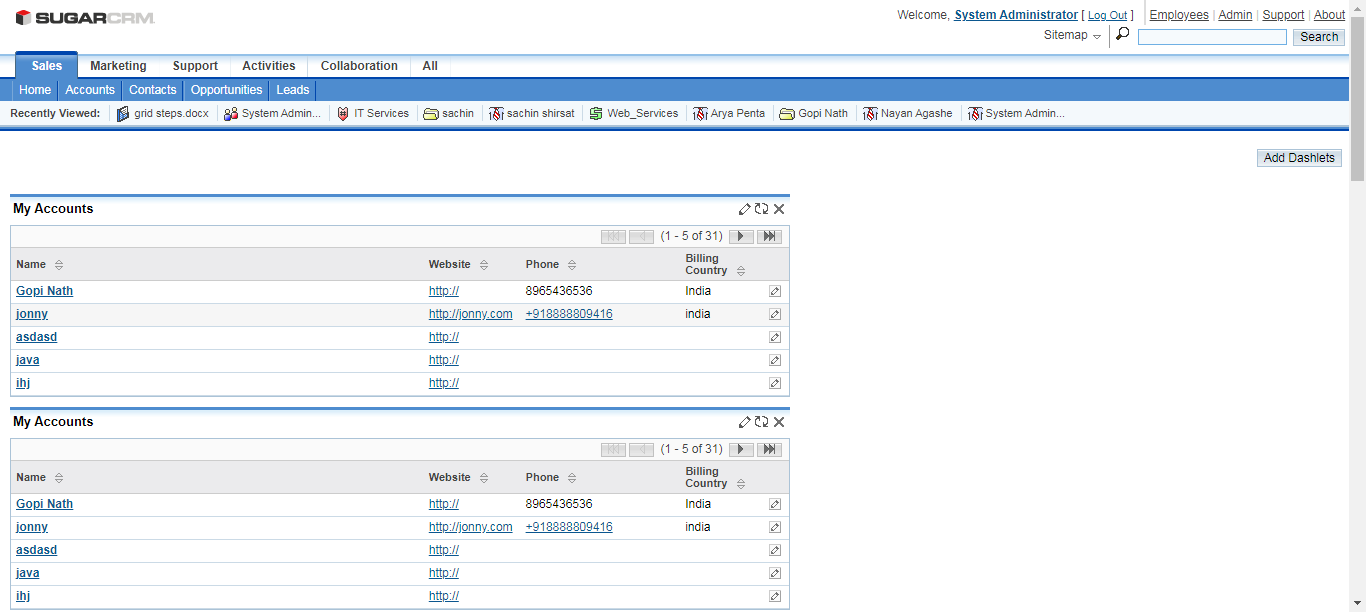 SUGARCRM
Welcome, System Administrator [ Log Out ] Employees | Admin | Support | About
Sitemap Search
Sales Marketing Support Activities Collaboration All
Home Accounts Contacts Opportunities Leads
Recently Viewed: grid steps.docx System Admin... IT Services sachin sachin shirsat Web_Services Arya Penta Gopi Nath Nayan Agashe System Admin...
Add Dashlets
My Accounts
(1 - 5 of 31)
Name Website Phone Billing Country
Gopi Nath http:// 8965436536 India
jonny http://jonny.com +918888809416 india
asdasd http://
java http://
ihj http://
My Accounts
(1 - 5 of 31)
Name Website Phone Billing Country
Gopi Nath http:// 8965436536 India
jonny http://jonny.com +918888809416 india
asdasd http://
java http://
ihj http://